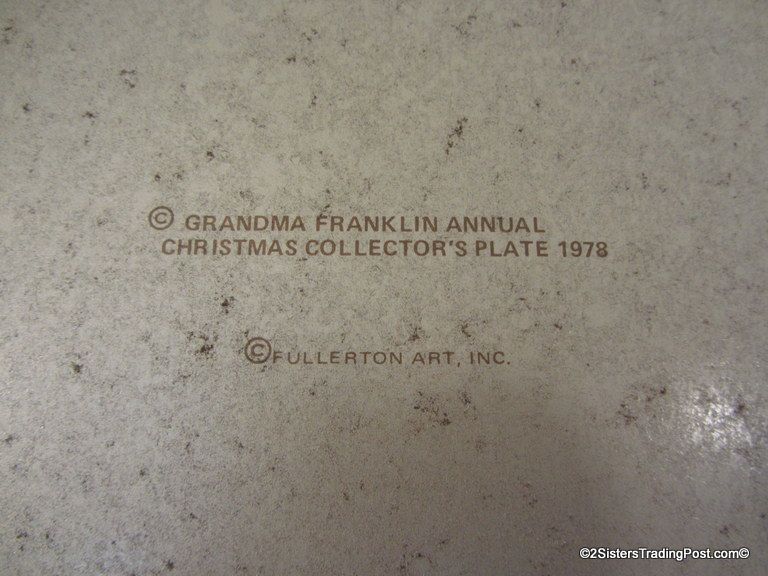 © GRANDMA FRANKLIN ANNUAL
CHRISTMAS COLLECTOR'S PLATE 1978
©FULLERTON ART, INC.
©2SistersTradingPost.com©